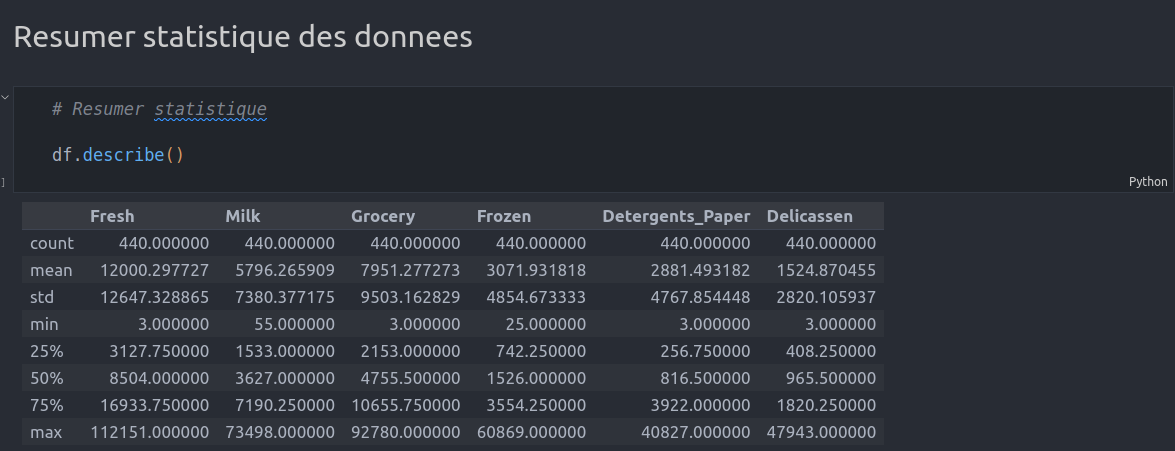 Resumer statistique des donnees
# Resumer statistique
df.describe()
]
Python
Fresh Milk Grocery Frozen Detergents_Paper Delicassen
count 440.000000 440.000000 440.000000 440.000000 440.000000 440.000000
mean 12000.297727 5796.265909 7951.277273 3071.931818 2881.493182 1524.870455
std 12647.328865 7380.377175 9503.162829 4854.673333 4767.854448 2820.105937
min 3.000000 55.000000 3.000000 25.000000 3.000000 3.000000
25% 3127.750000 1533.000000 2153.000000 742.250000 256.750000 408.250000
50% 8504.000000 3627.000000 4755.500000 1526.000000 816.500000 965.500000
75% 16933.750000 7190.250000 10655.750000 3554.250000 3922.000000 1820.250000
max 112151.000000 73498.000000 92780.000000 60869.000000 40827.000000 47943.000000